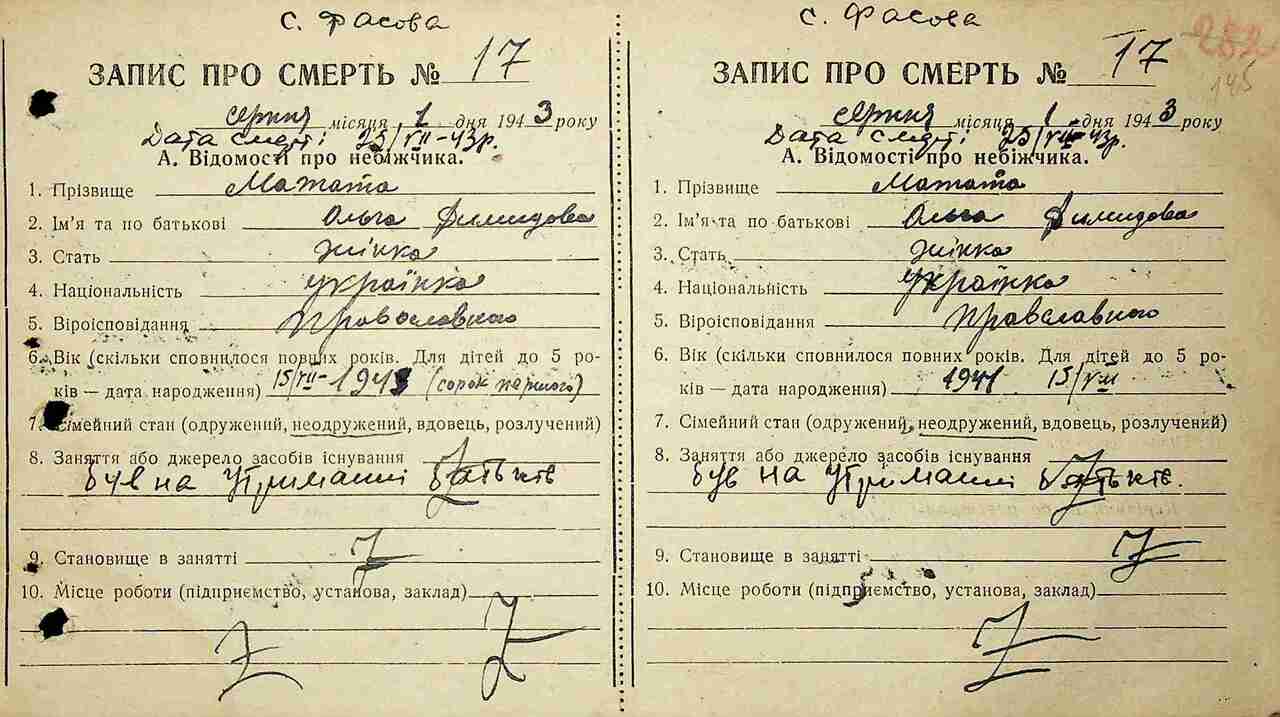 с. Фасова
ЗАПИС ПРО СМЕРТЬ № 17
серпня місяця 1 дня 1943 року
Дата смерті 25/VII-43р.
А. Відомості про небіжчика.
1. Прізвище Мажата
2. Ім'я та по батькові Ольга Димидова
3. Стать жінка
4. Національність українка
5. Віроісповідання православного
6. Вік (скільки сповнилося повних років. Для дітей до 5 ро-
ків — дата народження) 15/VII-1941 (сорок першого)
7. Сімейний стан (одружений, неодружений, вдовець, розлучений)
8. Заняття або джерело засобів існування
був на утриманні батьків
9. Становище в занятті
10. Місце роботи (підприємство, установа, заклад)
с. Фасова
252
145
ЗАПИС ПРО СМЕРТЬ № 17
серпня місяця 1 дня 1943 року
Дата смерті 25/VII-43р.
А. Відомості про небіжчика.
1. Прізвище Мажата
2. Ім'я та по батькові Ольга Димидова
3. Стать жінка
4. Національність українка
5. Віроісповідання православного
6. Вік (скільки сповнилося повних років. Для дітей до 5 ро-
ків — дата народження) 1941 15/VII
7. Сімейний стан (одружений, неодружений, вдовець, розлучений)
8. Заняття або джерело засобів існування
був на утриманні батьків.
9. Становище в занятті
10. Місце роботи (підприємство, установа, заклад)